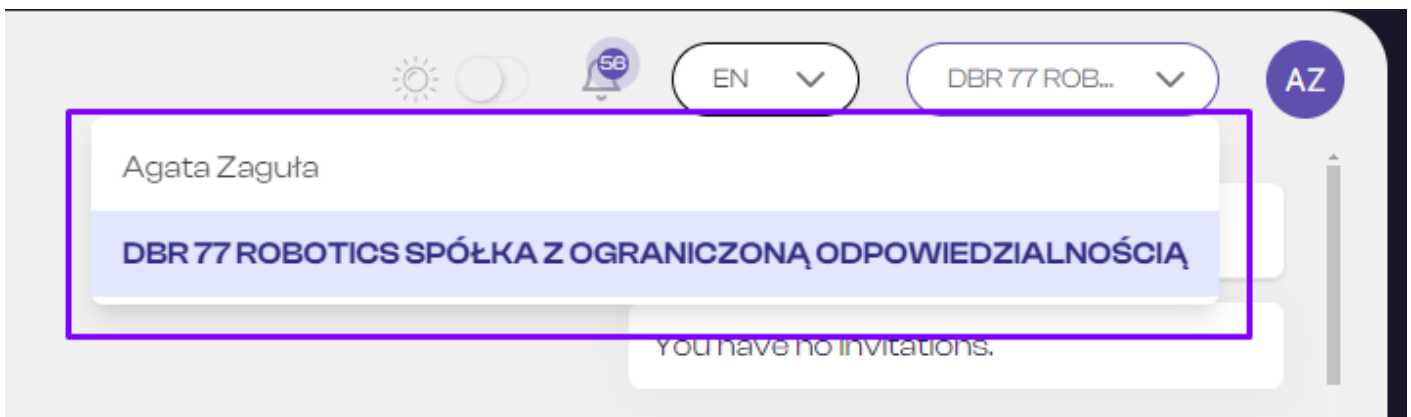 56
EN
DBR 77 ROB...
AZ
Agata Zaguła
DBR 77 ROBOTICS SPÓŁKA Z OGRANICZONĄ ODPOWIEDZIALNOŚCIĄ
You have no invitations.